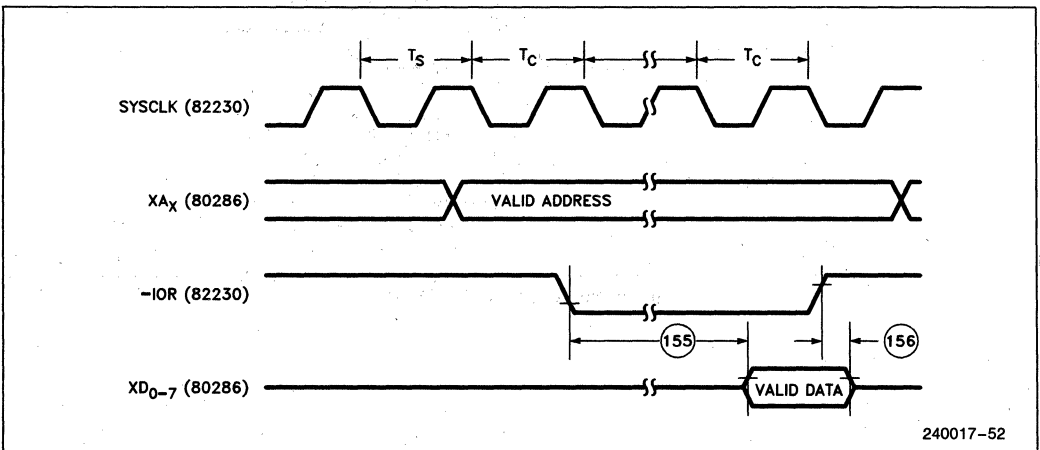 T_S T_C T_C
SYSCLK (82230)
XA_X (80286) VALID ADDRESS
-IOR (82230)
155 156
XD_0–7 (80286) VALID DATA
240017-52